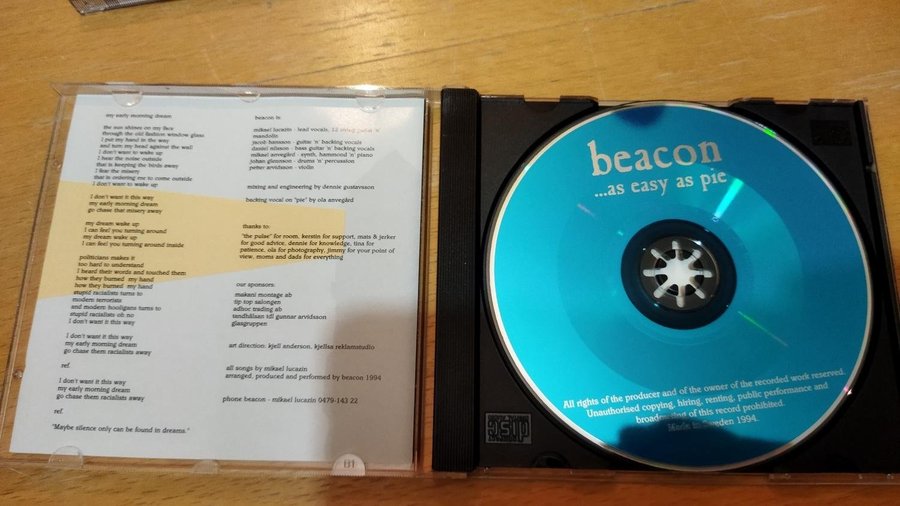 my early morning dream
the sun shines on my face
through the old fashion window glass
I put my hand in the way
and turn my head against the wall
I don't want to wake up
I hear the noise outside
that is keeping the birds away
I fear the misery
that is ordering me to come outside
I don't want to wake up
I don't want it this way
my early morning dream
go chase that misery away
my dream wake up
I can feel you turning around
my dream wake up
I can feel you turning around inside
politicians makes it
too hard to understand
I heard their words and touched them
how they burned my hand
how they burned my hand
stupid racialists turns to
modern terrorists
and modern hooligans turns to
stupid racialists oh no
I don't want it this way
I don't want it this way
my early morning dream
go chase them racialists away
ref.
I don't want it this way
my early morning dream
go chase them racialists away
ref.
"Maybe silence only can be found in dreams."
beacon is
mikael lucazin - lead vocals, 12 string guitar 'n'
mandolin
jacob hansson - guitar 'n' backing vocals
daniel nilsson - bass guitar 'n' backing vocals
mikael anvegård - synth, hammond 'n' piano
johan glennson - drums 'n' percussion
peter arvidsson - violin
mixing and engineering by dennie gustavsson
backing vocal on "pie" by ola anvegård
thanks to:
"the pulse" for room, kerstin for support, mats & jerker
for good advice, dennie for knowledge, tina for
patience, ola for photography, jimmy for your point of
view, moms and dads for everything
our sponsors:
makani montage ab
tip top salongen
adhoc trading ab
tandhälsan tdl gunnar arvidsson
glasgruppen
art direction: kjell anderson, kjellsa reklamstudio
all songs by mikael lucazin
arranged, produced and performed by beacon 1994
phone beacon - mikael lucazin 0479-143 22
B1
beacon
...as easy as pie
All rights of the producer and of the owner of the recorded work reserved.
Unauthorised copying, hiring, renting, public performance and
broadcasting of this record prohibited.
Made in Sweden 1994.
COMPACT
disc